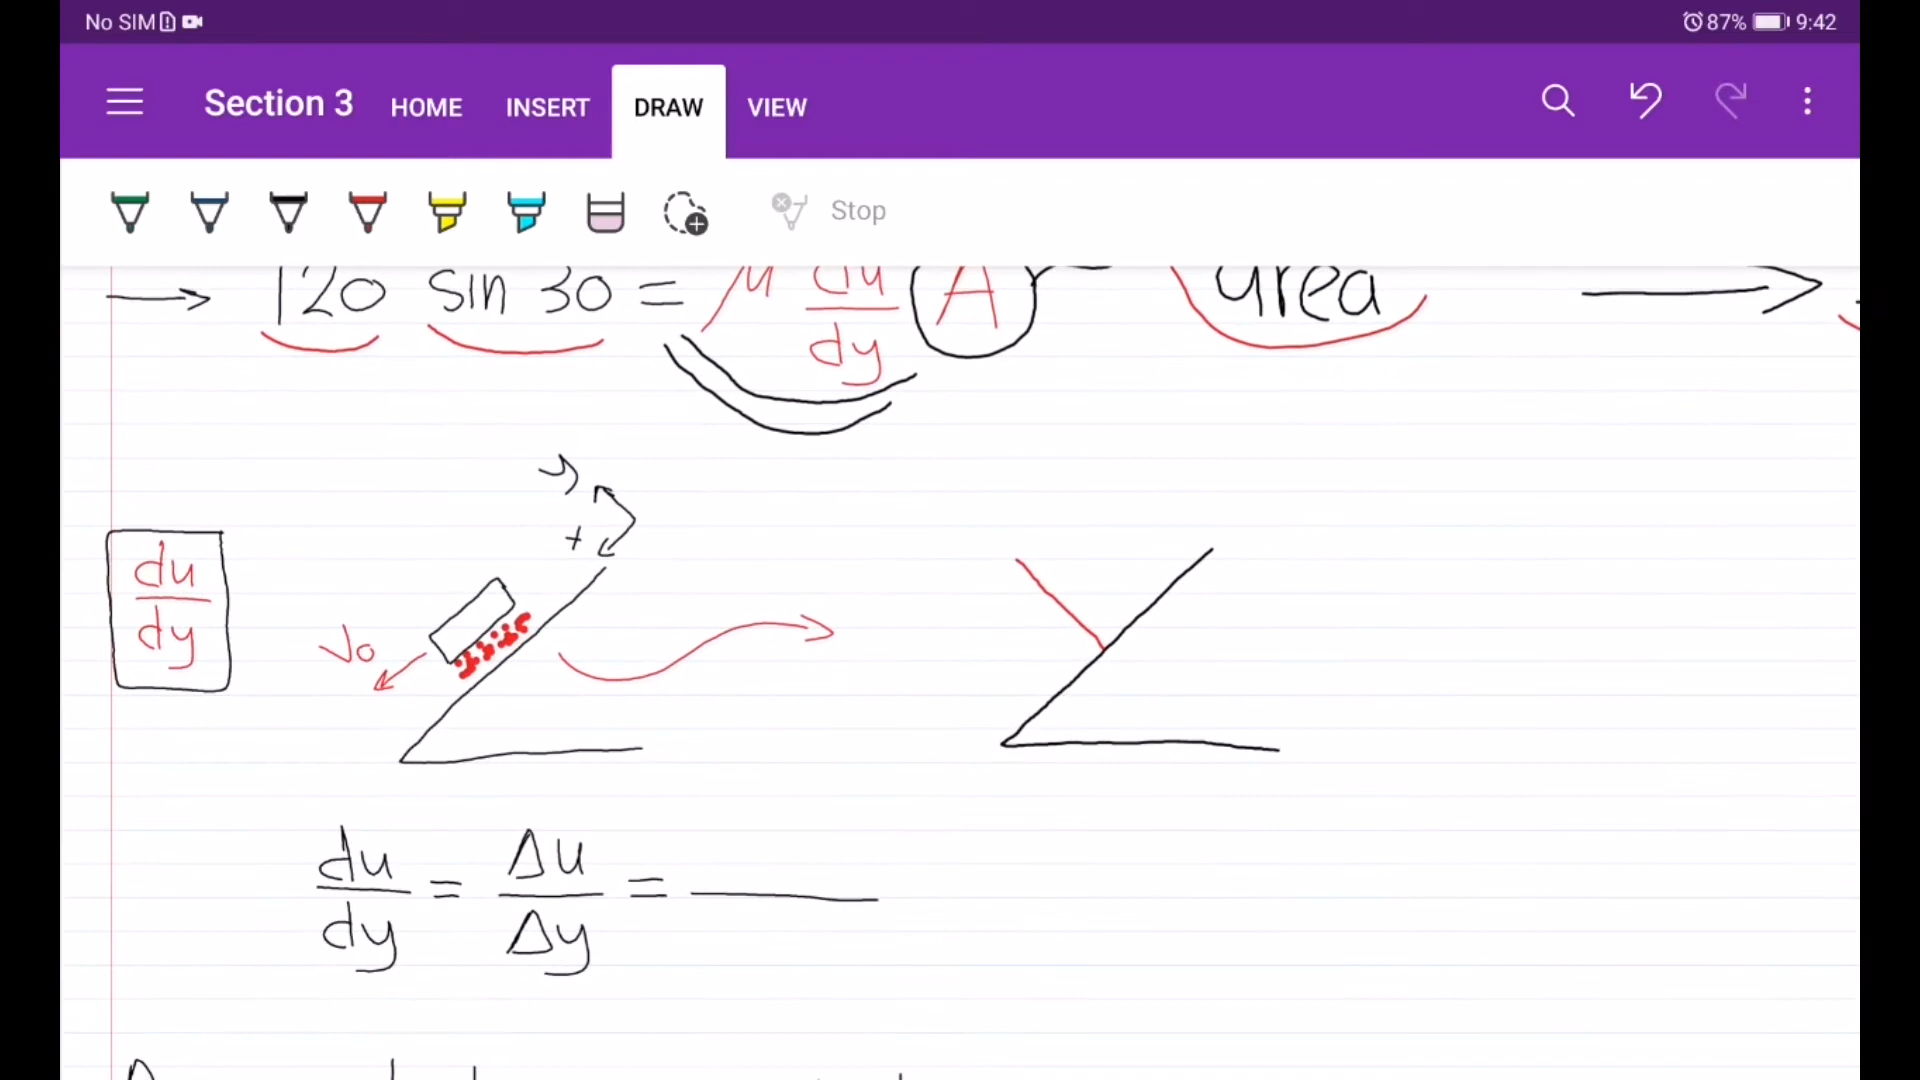 No SIM 87% 9:42
Section 3 HOME INSERT DRAW VIEW
Stop
→ 120 sin 30 = μ du/dy A urea →
y
+
du/dy
Vo
du/dy = Δu/Δy =